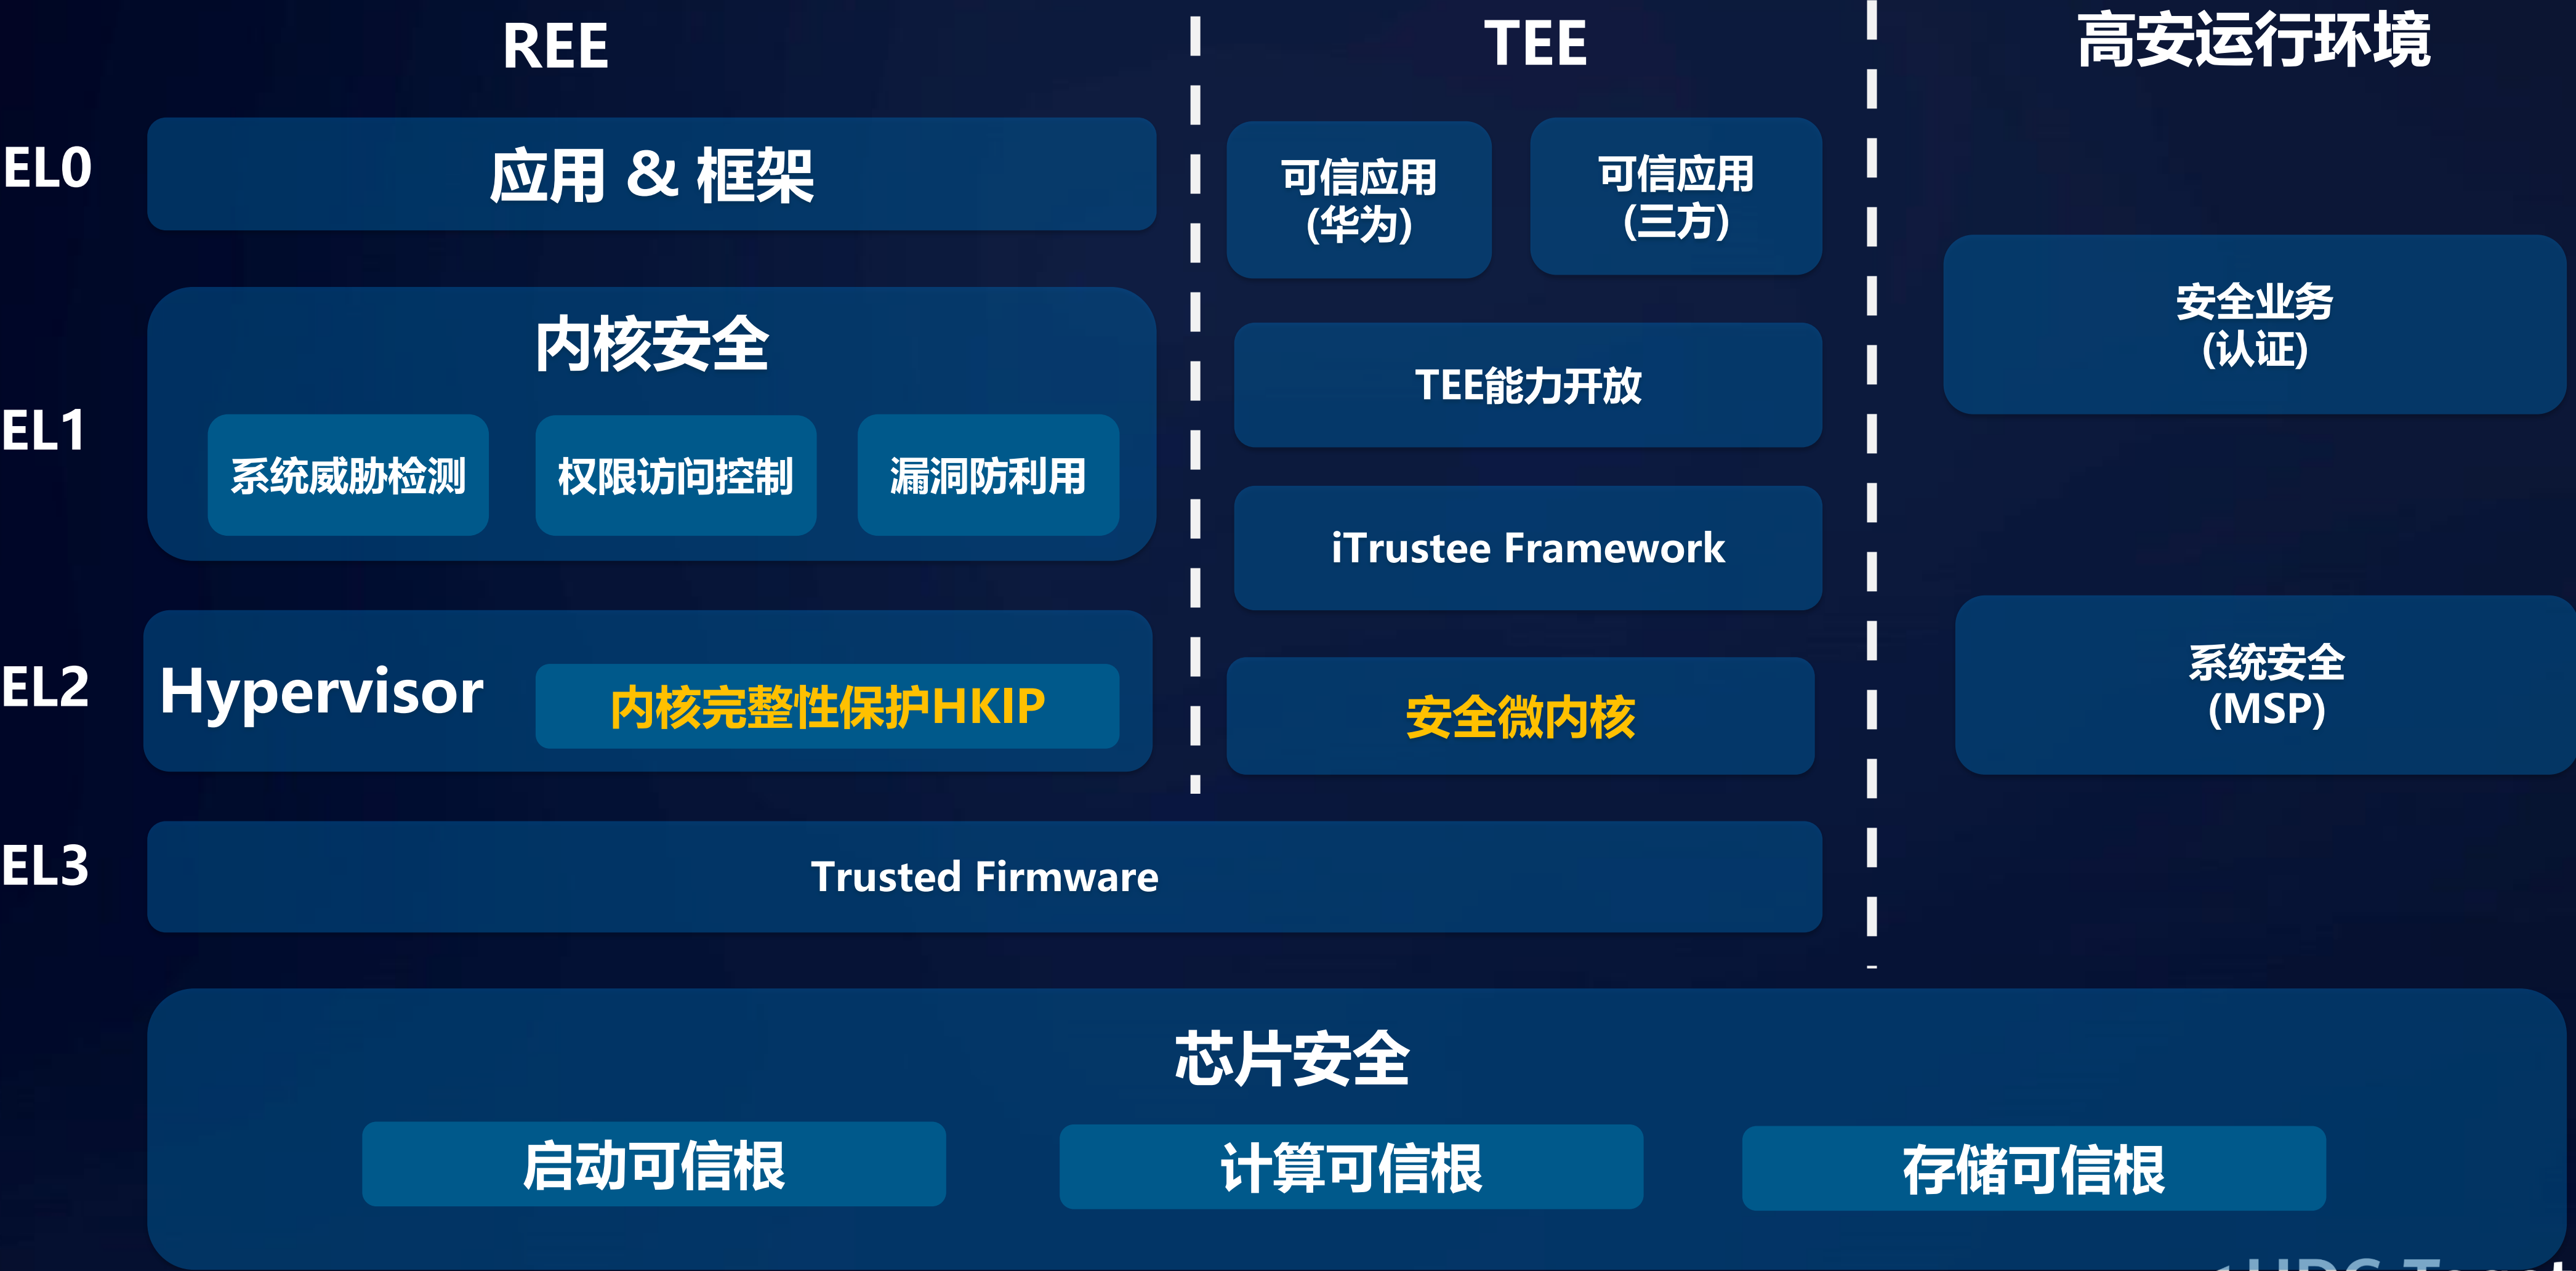 REE
TEE
高安运行环境
EL0
应用 & 框架
可信应用
(华为)
可信应用
(三方)
安全业务
(认证)
EL1
内核安全
系统威胁检测
权限访问控制
漏洞防利用
TEE能力开放
iTrustee Framework
EL2
Hypervisor
内核完整性保护HKIP
安全微内核
系统安全
(MSP)
EL3
Trusted Firmware
芯片安全
启动可信根
计算可信根
存储可信根